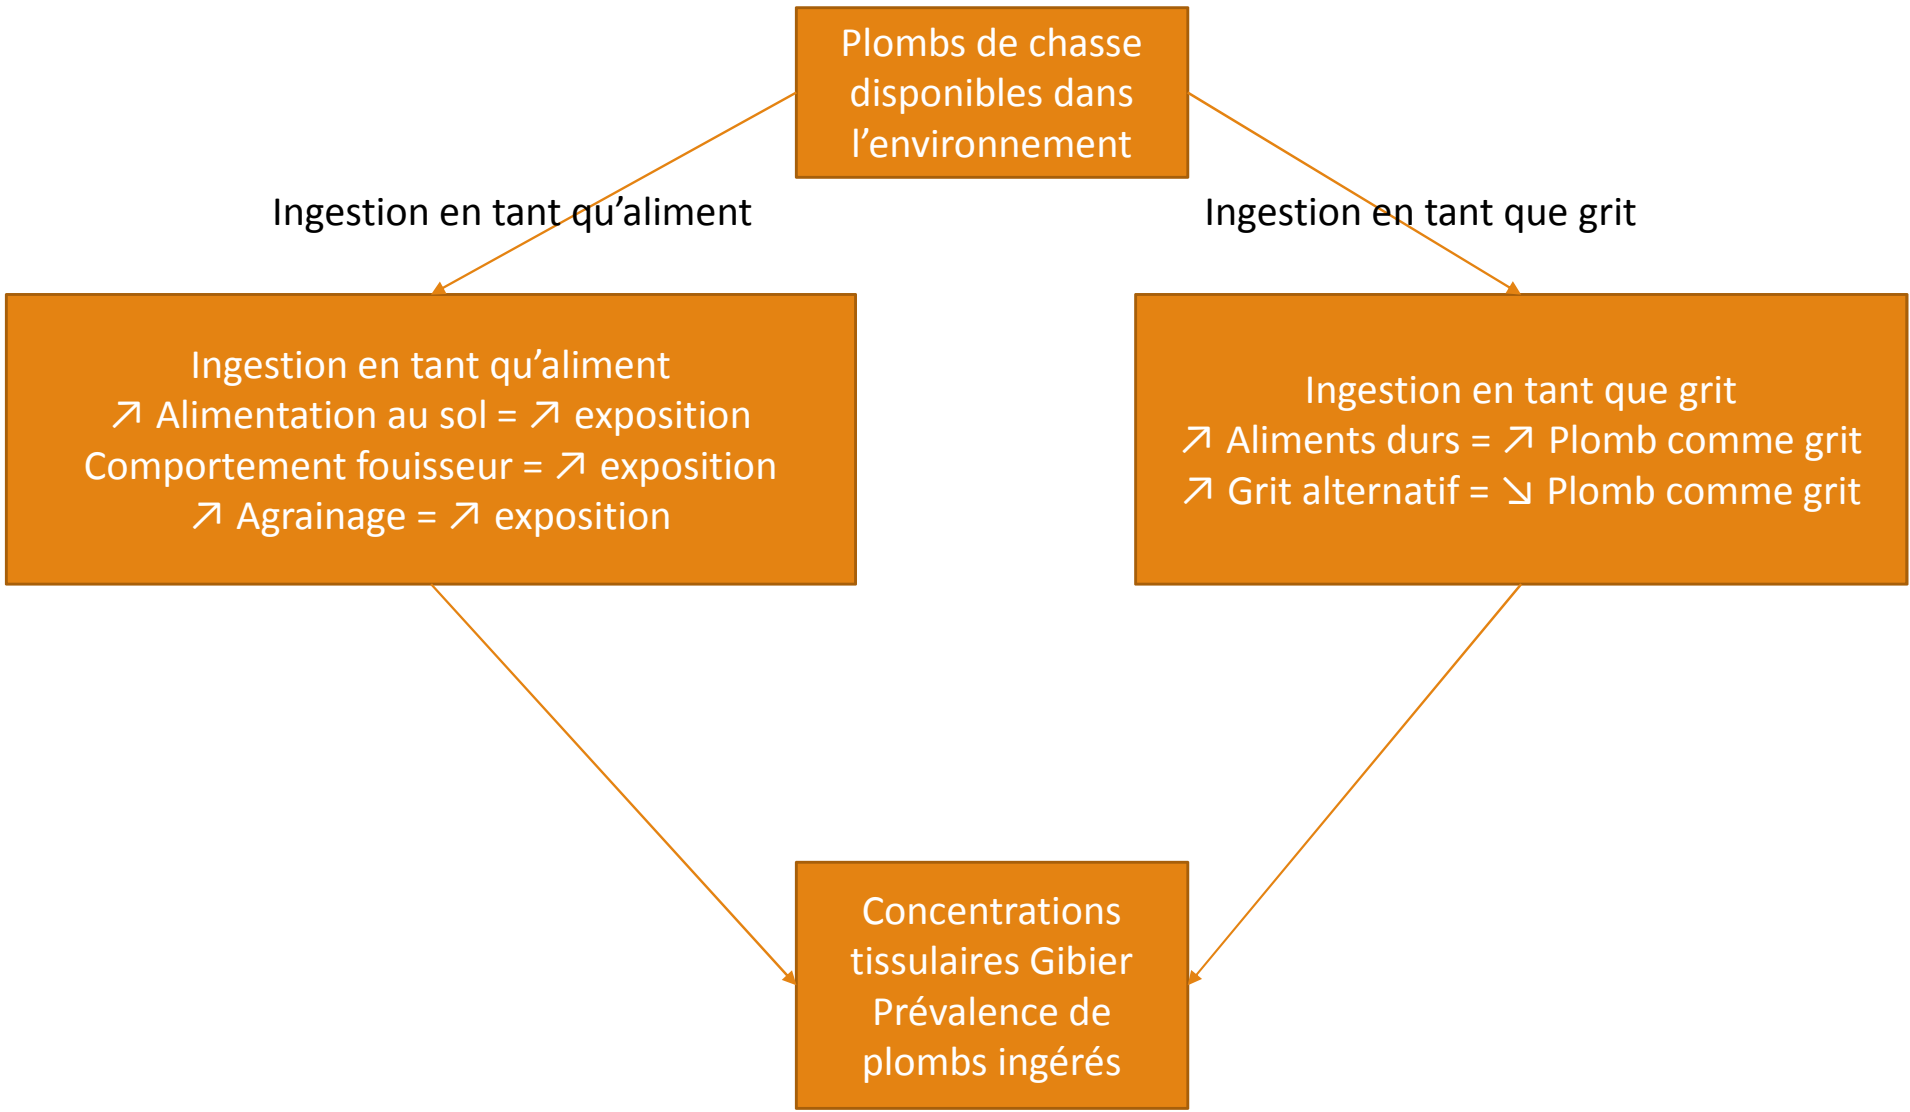 Plombs de chasse
disponibles dans
l’environnement
Ingestion en tant qu’aliment
Ingestion en tant que grit
Ingestion en tant qu’aliment
↗ Alimentation au sol = ↗ exposition
Comportement fouisseur = ↗ exposition
↗ Agrainage = ↗ exposition
Ingestion en tant que grit
↗ Aliments durs = ↗ Plomb comme grit
↗ Grit alternatif = ↘ Plomb comme grit
Concentrations
tissulaires Gibier
Prévalence de
plombs ingérés